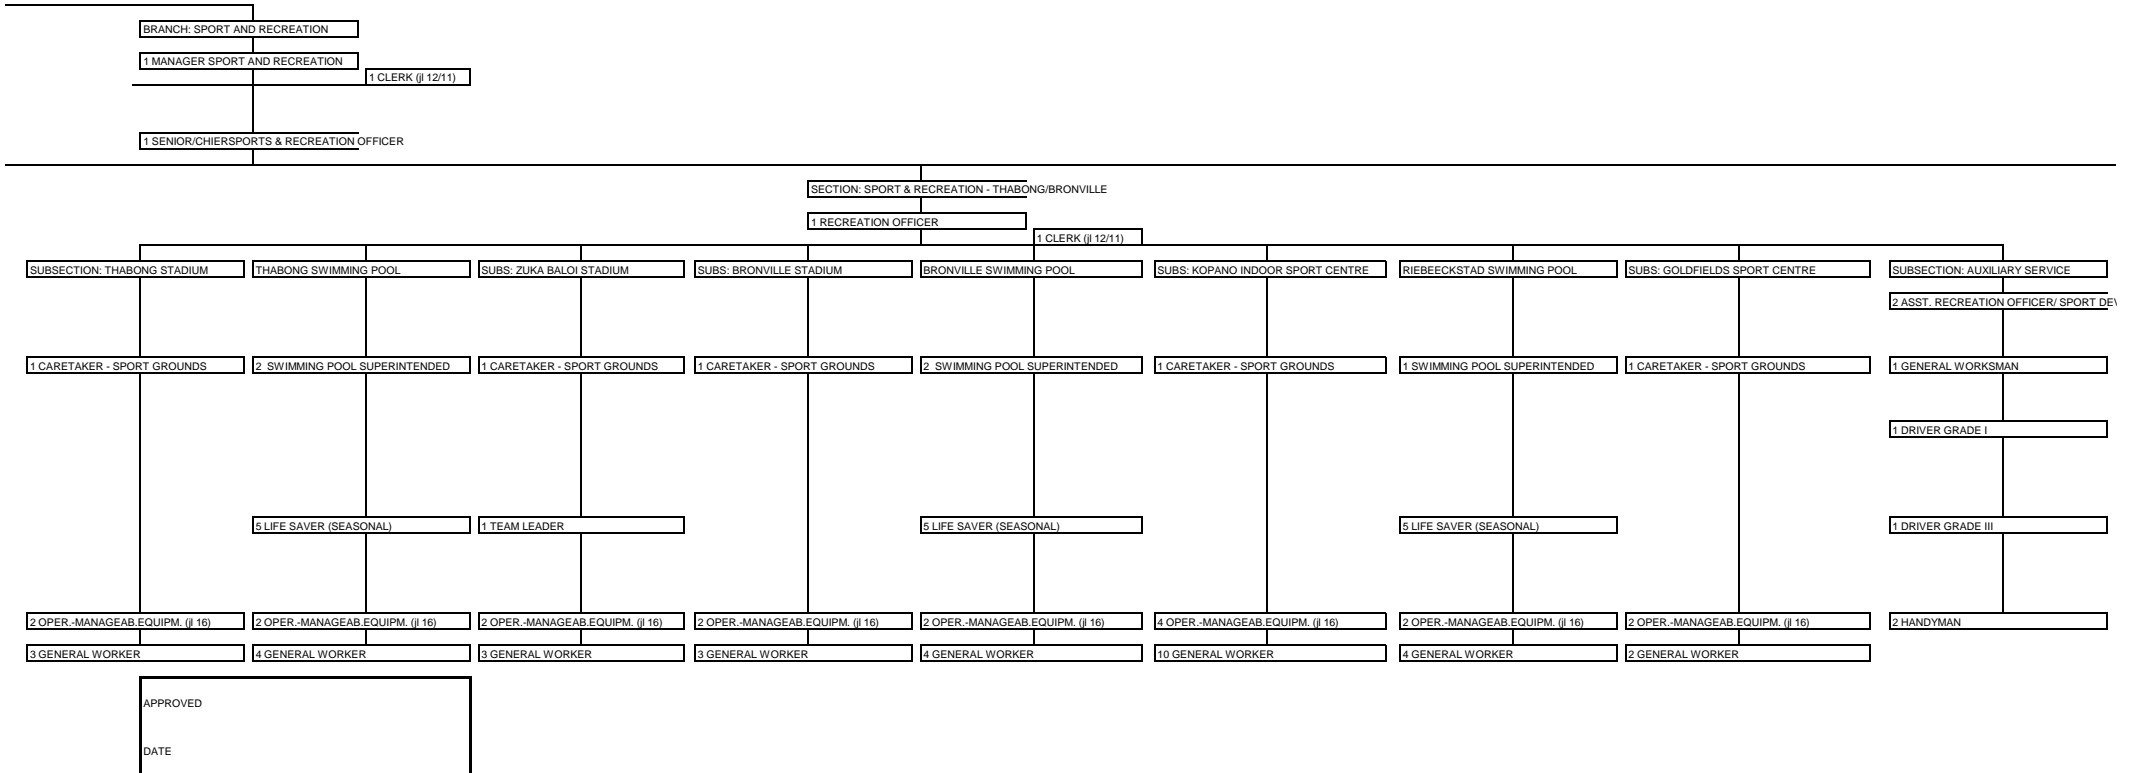 BRANCH: SPORT AND RECREATION
1 MANAGER SPORT AND RECREATION
1 CLERK (jl 12/11)
1 SENIOR/CHIERSPORTS & RECREATION OFFICER
SECTION: SPORT & RECREATION - THABONG/BRONVILLE
1 RECREATION OFFICER
1 CLERK (jl 12/11)
SUBSECTION: THABONG STADIUM
THABONG SWIMMING POOL
SUBS: ZUKA BALOI STADIUM
SUBS: BRONVILLE STADIUM
BRONVILLE SWIMMING POOL
SUBS: KOPANO INDOOR SPORT CENTRE
RIEBEECKSTAD SWIMMING POOL
SUBS: GOLDFIELDS SPORT CENTRE
SUBSECTION: AUXILIARY SERVICE
2 ASST. RECREATION OFFICER/ SPORT DEV
1 CARETAKER - SPORT GROUNDS
2 SWIMMING POOL SUPERINTENDED
1 CARETAKER - SPORT GROUNDS
1 CARETAKER - SPORT GROUNDS
2 SWIMMING POOL SUPERINTENDED
1 CARETAKER - SPORT GROUNDS
1 SWIMMING POOL SUPERINTENDED
1 CARETAKER - SPORT GROUNDS
1 GENERAL WORKSMAN
1 DRIVER GRADE I
5 LIFE SAVER (SEASONAL)
1 TEAM LEADER
5 LIFE SAVER (SEASONAL)
5 LIFE SAVER (SEASONAL)
1 DRIVER GRADE III
2 OPER.-MANAGEAB.EQUIPM. (jl 16)
2 OPER.-MANAGEAB.EQUIPM. (jl 16)
2 OPER.-MANAGEAB.EQUIPM. (jl 16)
2 OPER.-MANAGEAB.EQUIPM. (jl 16)
2 OPER.-MANAGEAB.EQUIPM. (jl 16)
4 OPER.-MANAGEAB.EQUIPM. (jl 16)
2 OPER.-MANAGEAB.EQUIPM. (jl 16)
2 OPER.-MANAGEAB.EQUIPM. (jl 16)
2 HANDYMAN
3 GENERAL WORKER
4 GENERAL WORKER
3 GENERAL WORKER
3 GENERAL WORKER
4 GENERAL WORKER
10 GENERAL WORKER
4 GENERAL WORKER
2 GENERAL WORKER
APPROVED
DATE